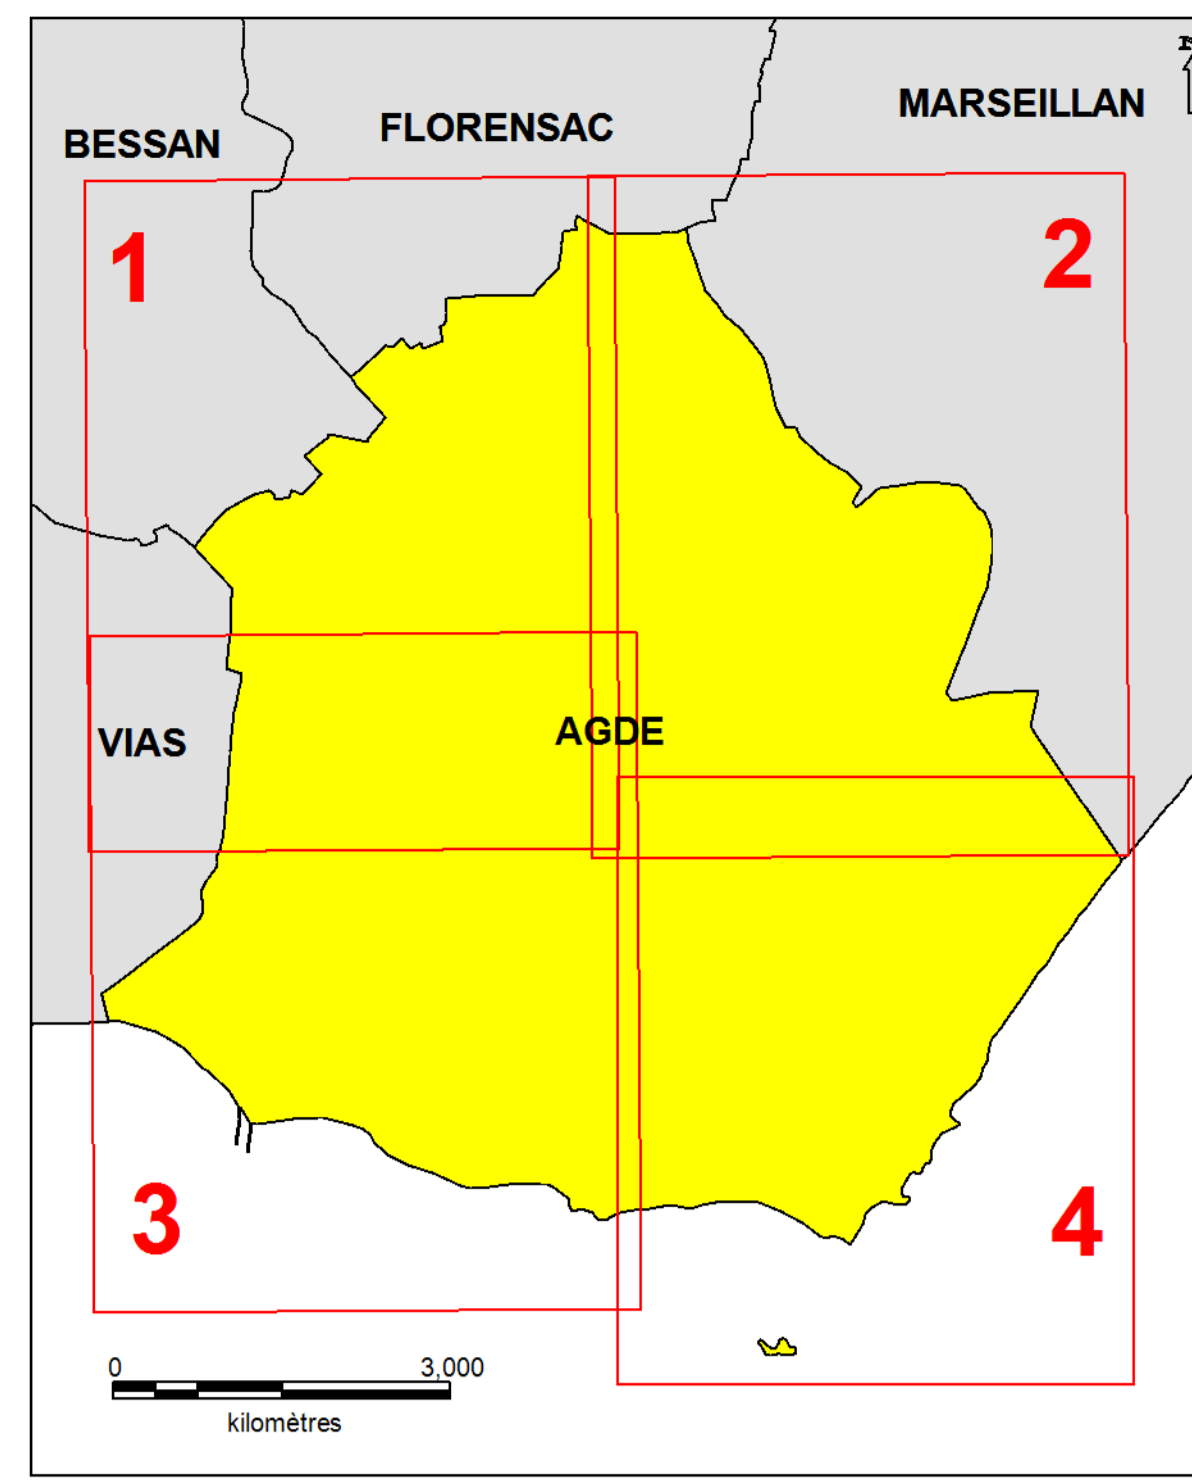 MARSEILLAN
FLORENSAC
BESSAN
1
2
VIAS
AGDE
3
4
0 3,000
kilomètres